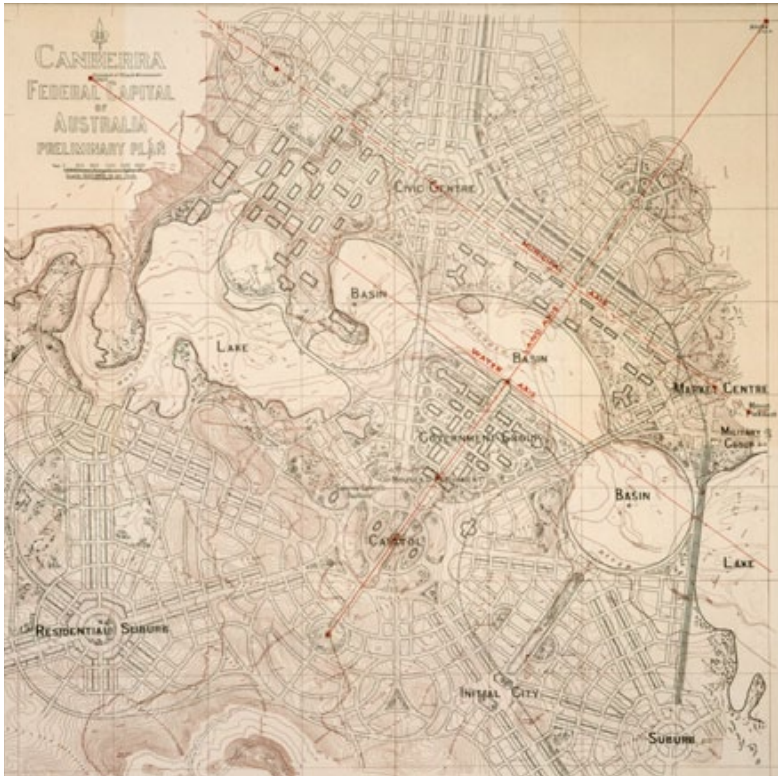 CANBERRA
FEDERAL CAPITAL
OF
AUSTRALIA
PRELIMINARY PLAN
CIVIC CENTRE
MUNICIPAL AXIS
LAND AXIS
BASIN
LAKE
BASIN
WATER AXIS
MARKET CENTRE
MILITARY
GROUP
GOVERNMENT GROUP
BASIN
CAPITOL
LAKE
RESIDENTIAL SUBURB
INITIAL CITY
SUBURB